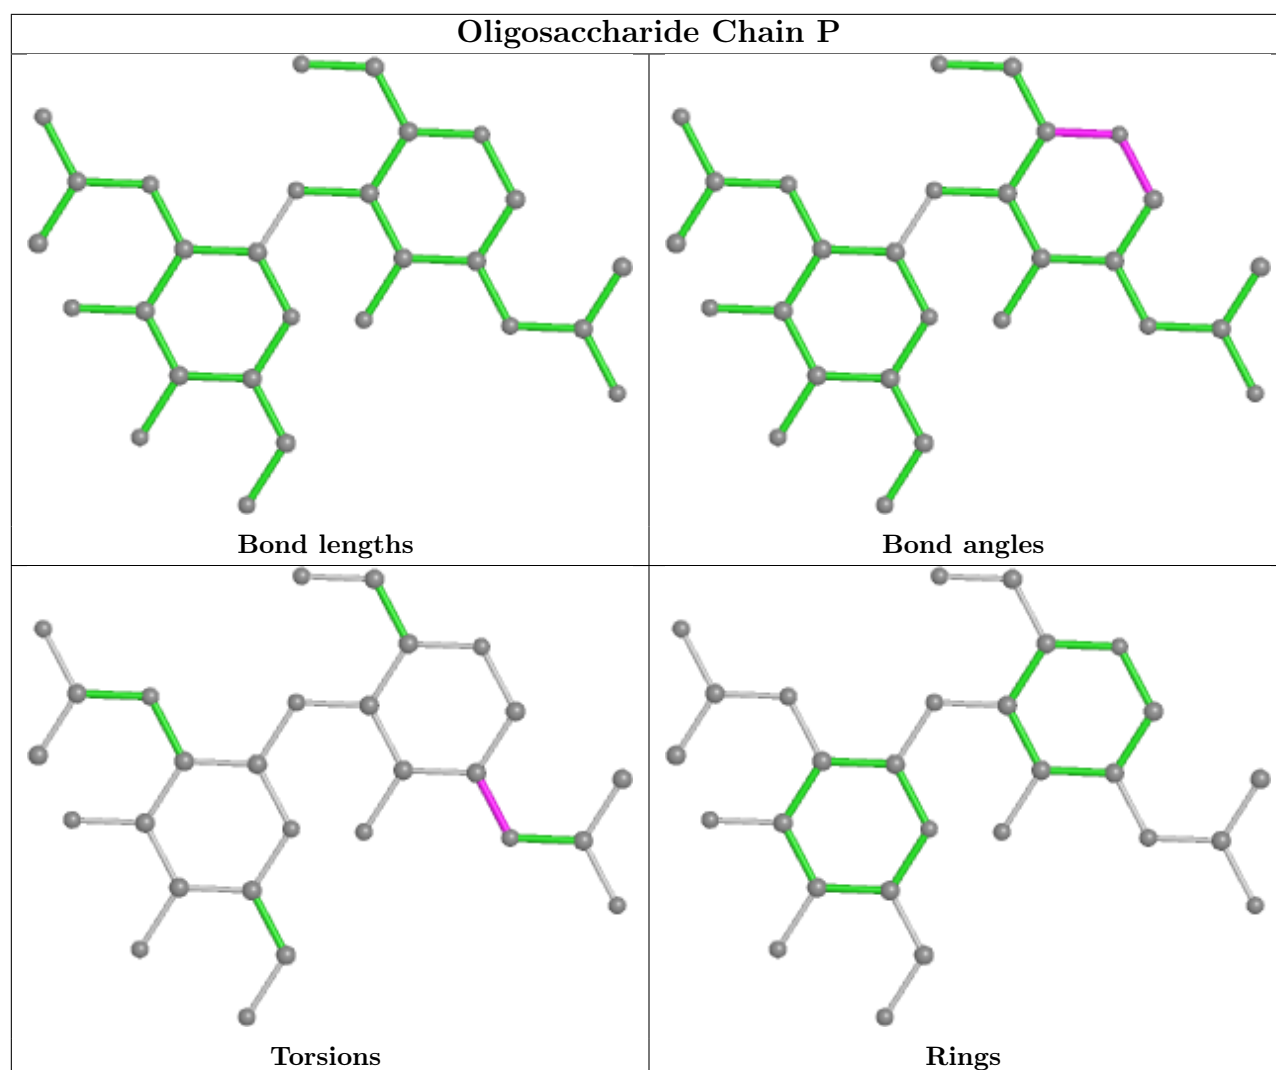 Oligosaccharide Chain P
Bond lengths
Bond angles
Torsions
Rings